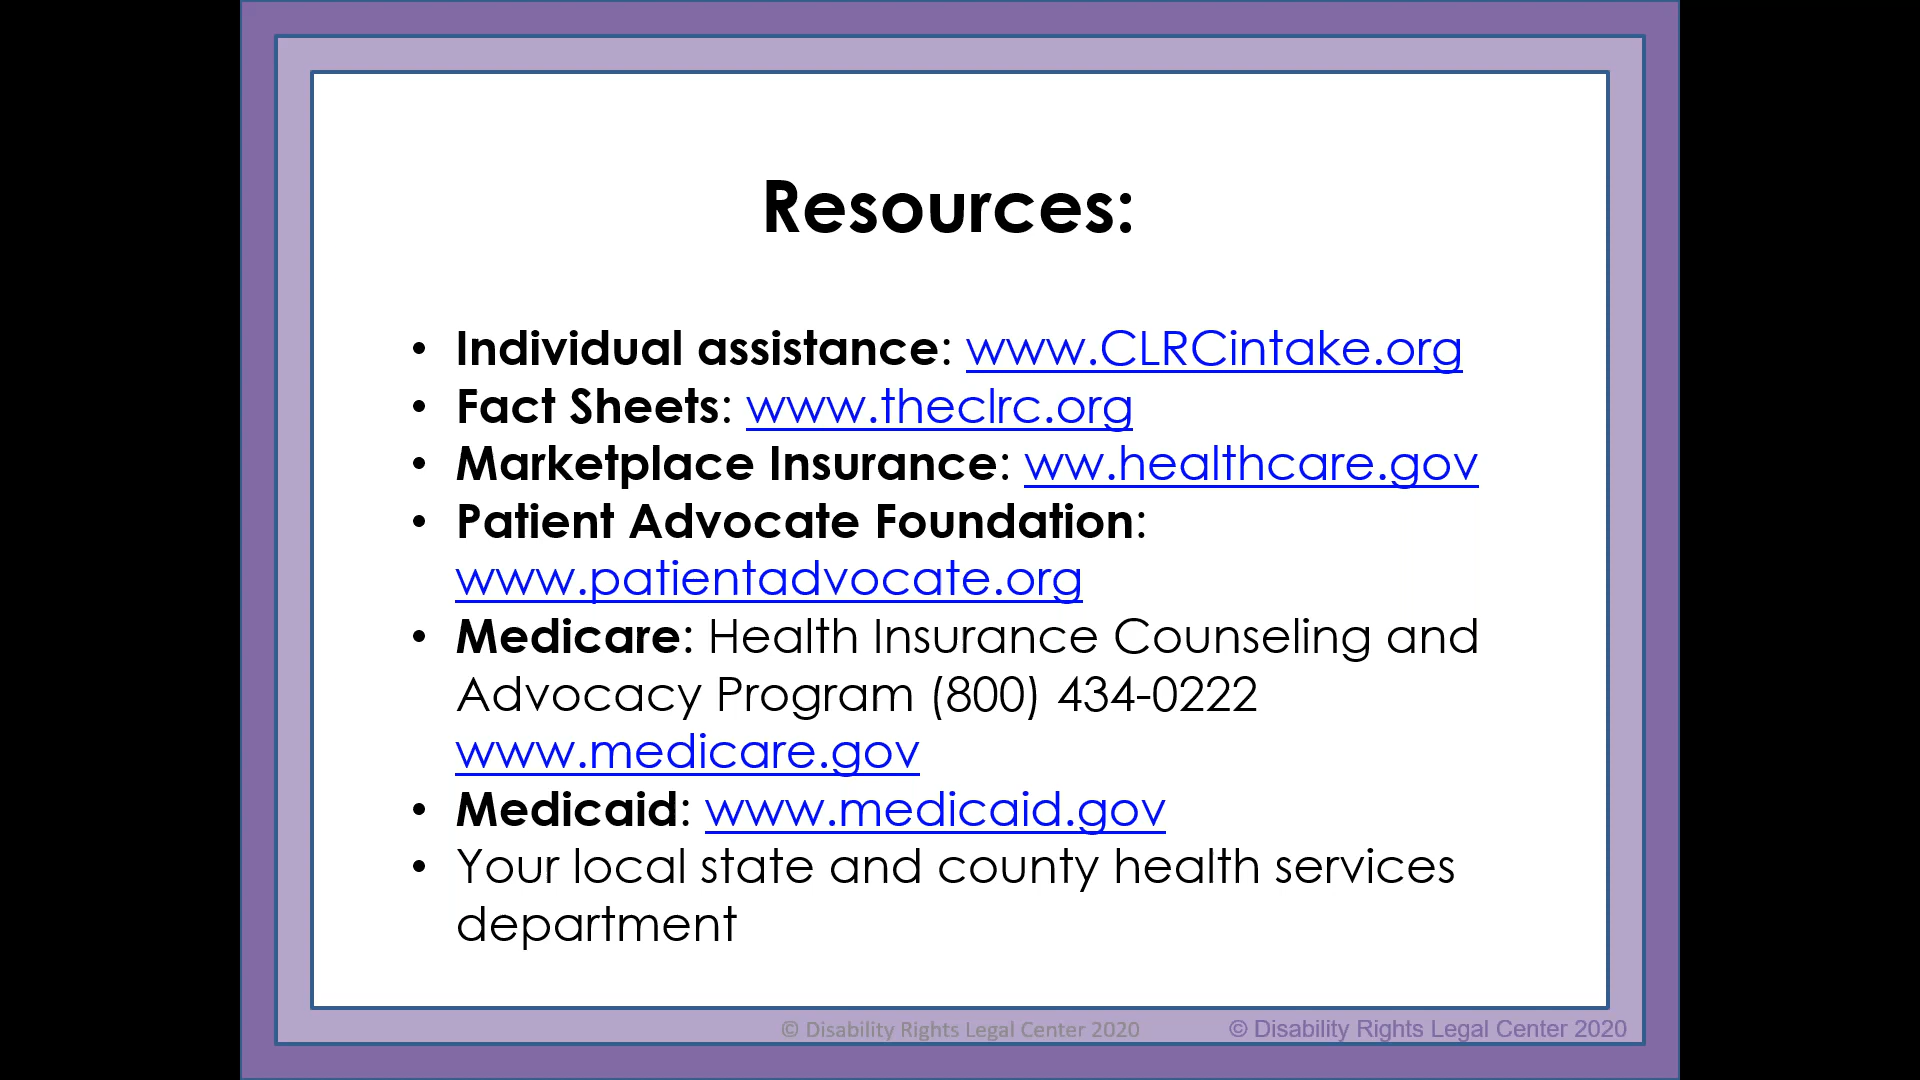 Resources:
• Individual assistance: www.CLRCintake.org
• Fact Sheets: www.theclrc.org
• Marketplace Insurance: ww.healthcare.gov
• Patient Advocate Foundation:
www.patientadvocate.org
• Medicare: Health Insurance Counseling and
Advocacy Program (800) 434-0222
www.medicare.gov
• Medicaid: www.medicaid.gov
• Your local state and county health services
department
© Disability Rights Legal Center 2020
© Disability Rights Legal Center 2020